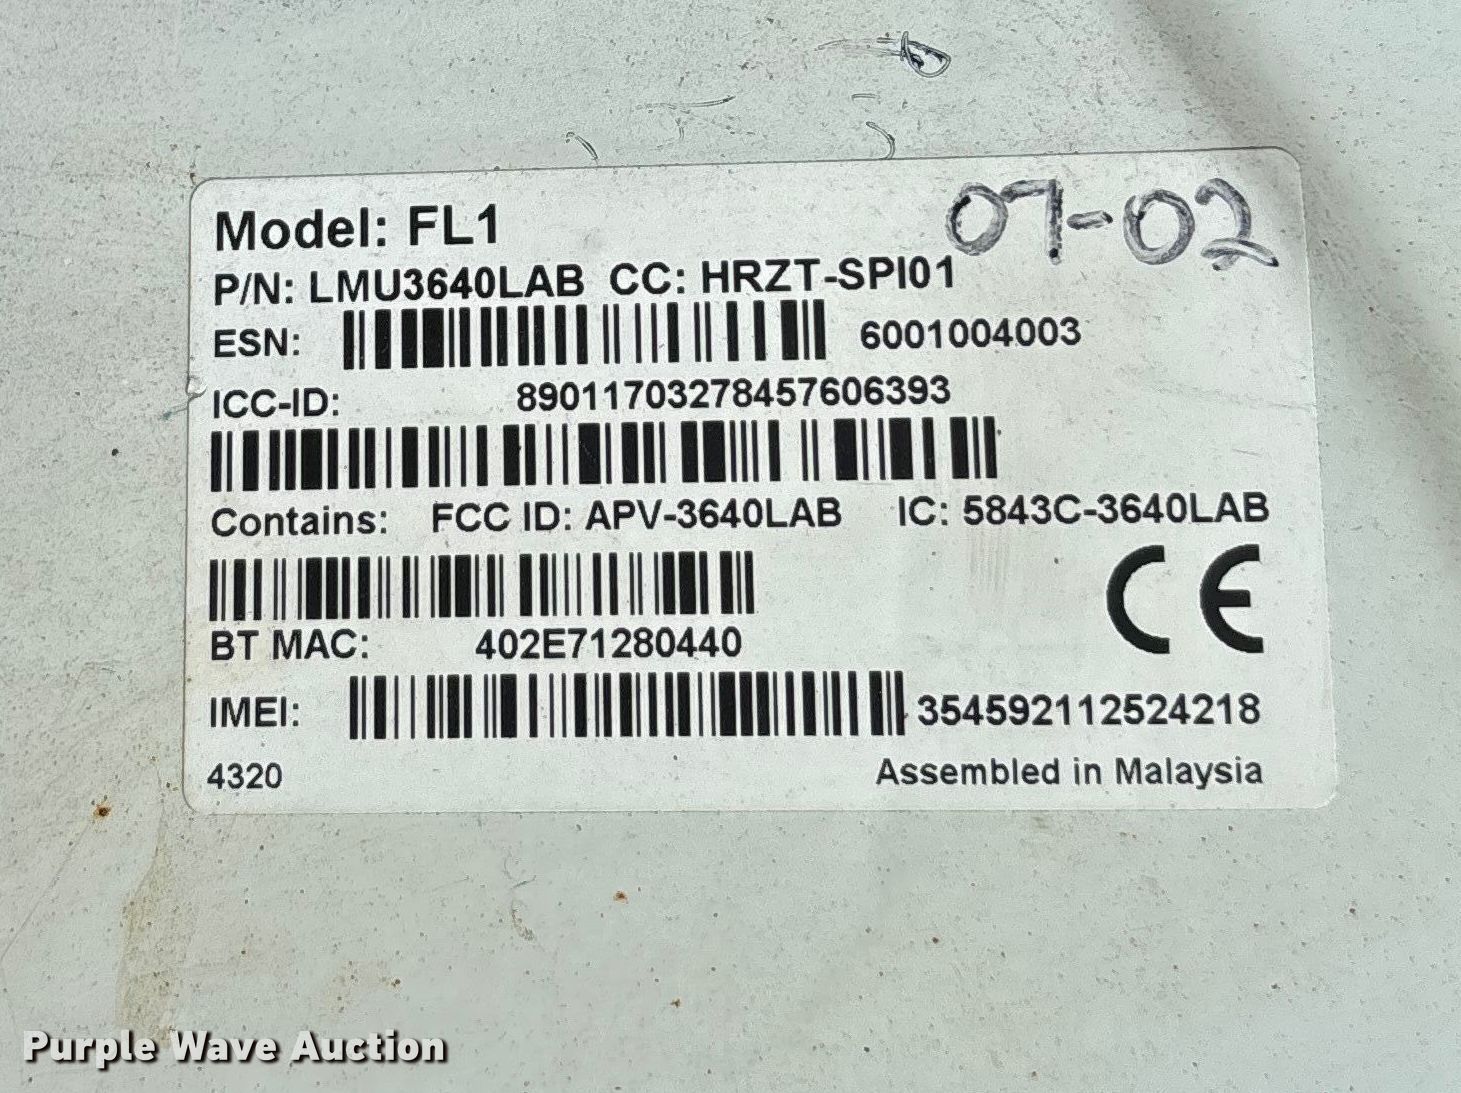 Model: FL1
07-02
P/N: LMU3640LAB CC: HRZT-SPI01
ESN: 6001004003
ICC-ID: 89011703278457606393
Contains: FCC ID: APV-3640LAB IC: 5843C-3640LAB
CE
BT MAC: 402E71280440
IMEI: 354592112524218
4320 Assembled in Malaysia
Purple Wave Auction